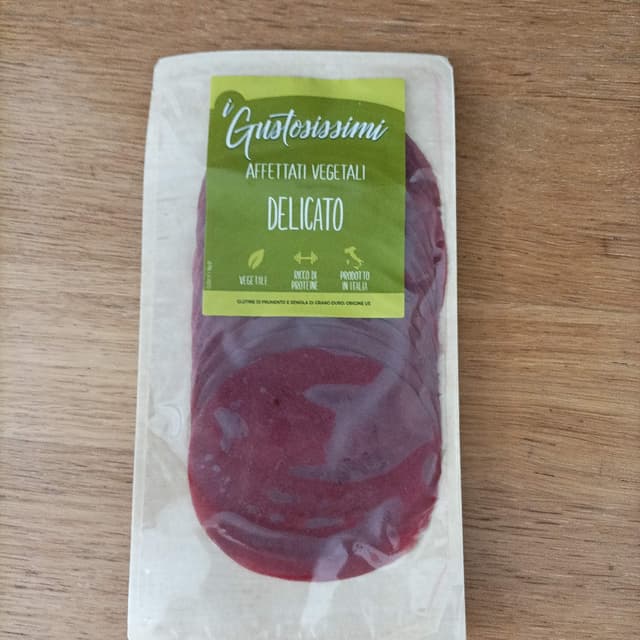 i Gustosissimi
AFFETTATI VEGETALI
DELICATO
VEGETALI
RICCO DI
PROTEINE
PRODOTTO
IN ITALIA
GLUTINE DI FRUMENTO E SEMOLA DI GRANO DURO: ORIGINE UE